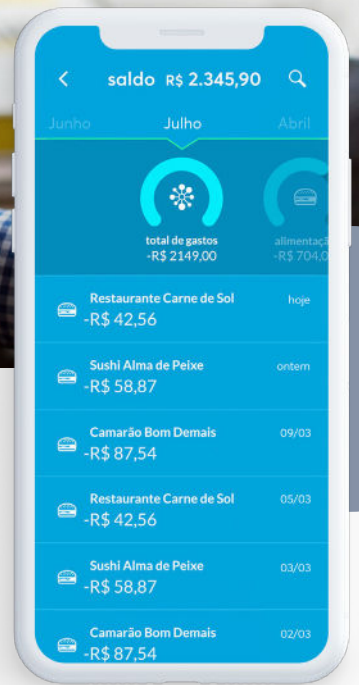 saldo R$ 2.345,90
Junho Julho Abril
total de gastos
-R$ 2149,00
alimentaçã
-R$ 704,0
Restaurante Carne de Sol hoje
-R$ 42,56
Sushi Alma de Peixe ontem
-R$ 58,87
Camarão Bom Demais 09/03
-R$ 87,54
Restaurante Carne de Sol 05/03
-R$ 42,56
Sushi Alma de Peixe 03/03
-R$ 58,87
Camarão Bom Demais 02/03
-R$ 87,54